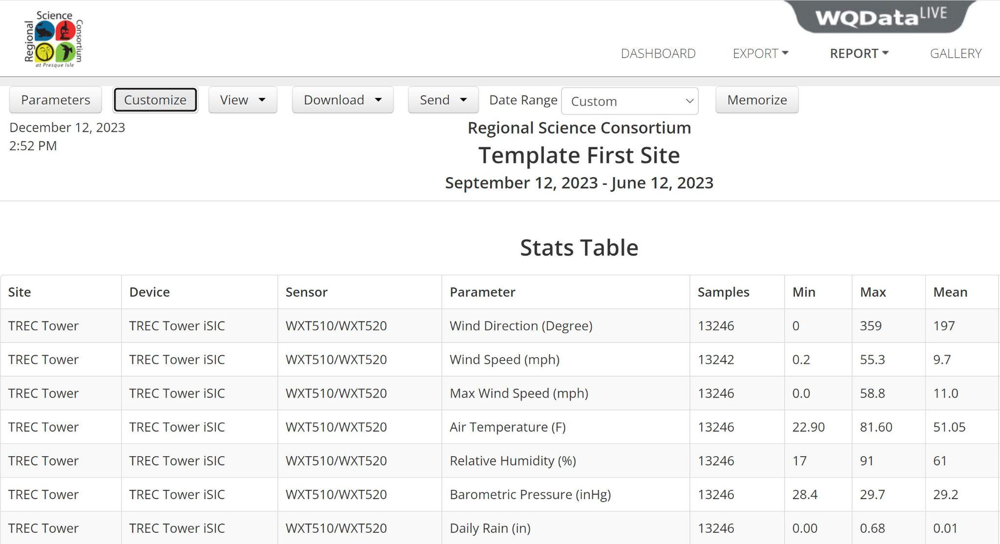 Science
Regional
Consortium
at Presque Isle
WQData LIVE
DASHBOARD EXPORT REPORT GALLERY
Parameters Customize View Download Send Date Range Custom Memorize
December 12, 2023
2:52 PM
Regional Science Consortium
Template First Site
September 12, 2023 - June 12, 2023
Stats Table
Site Device Sensor Parameter Samples Min Max Mean
TREC Tower TREC Tower iSIC WXT510/WXT520 Wind Direction (Degree) 13246 0 359 197
TREC Tower TREC Tower iSIC WXT510/WXT520 Wind Speed (mph) 13242 0.2 55.3 9.7
TREC Tower TREC Tower iSIC WXT510/WXT520 Max Wind Speed (mph) 13246 0.0 58.8 11.0
TREC Tower TREC Tower iSIC WXT510/WXT520 Air Temperature (F) 13246 22.90 81.60 51.05
TREC Tower TREC Tower iSIC WXT510/WXT520 Relative Humidity (%) 13246 17 91 61
TREC Tower TREC Tower iSIC WXT510/WXT520 Barometric Pressure (inHg) 13246 28.4 29.7 29.2
TREC Tower TREC Tower iSIC WXT510/WXT520 Daily Rain (in) 13246 0.00 0.68 0.01